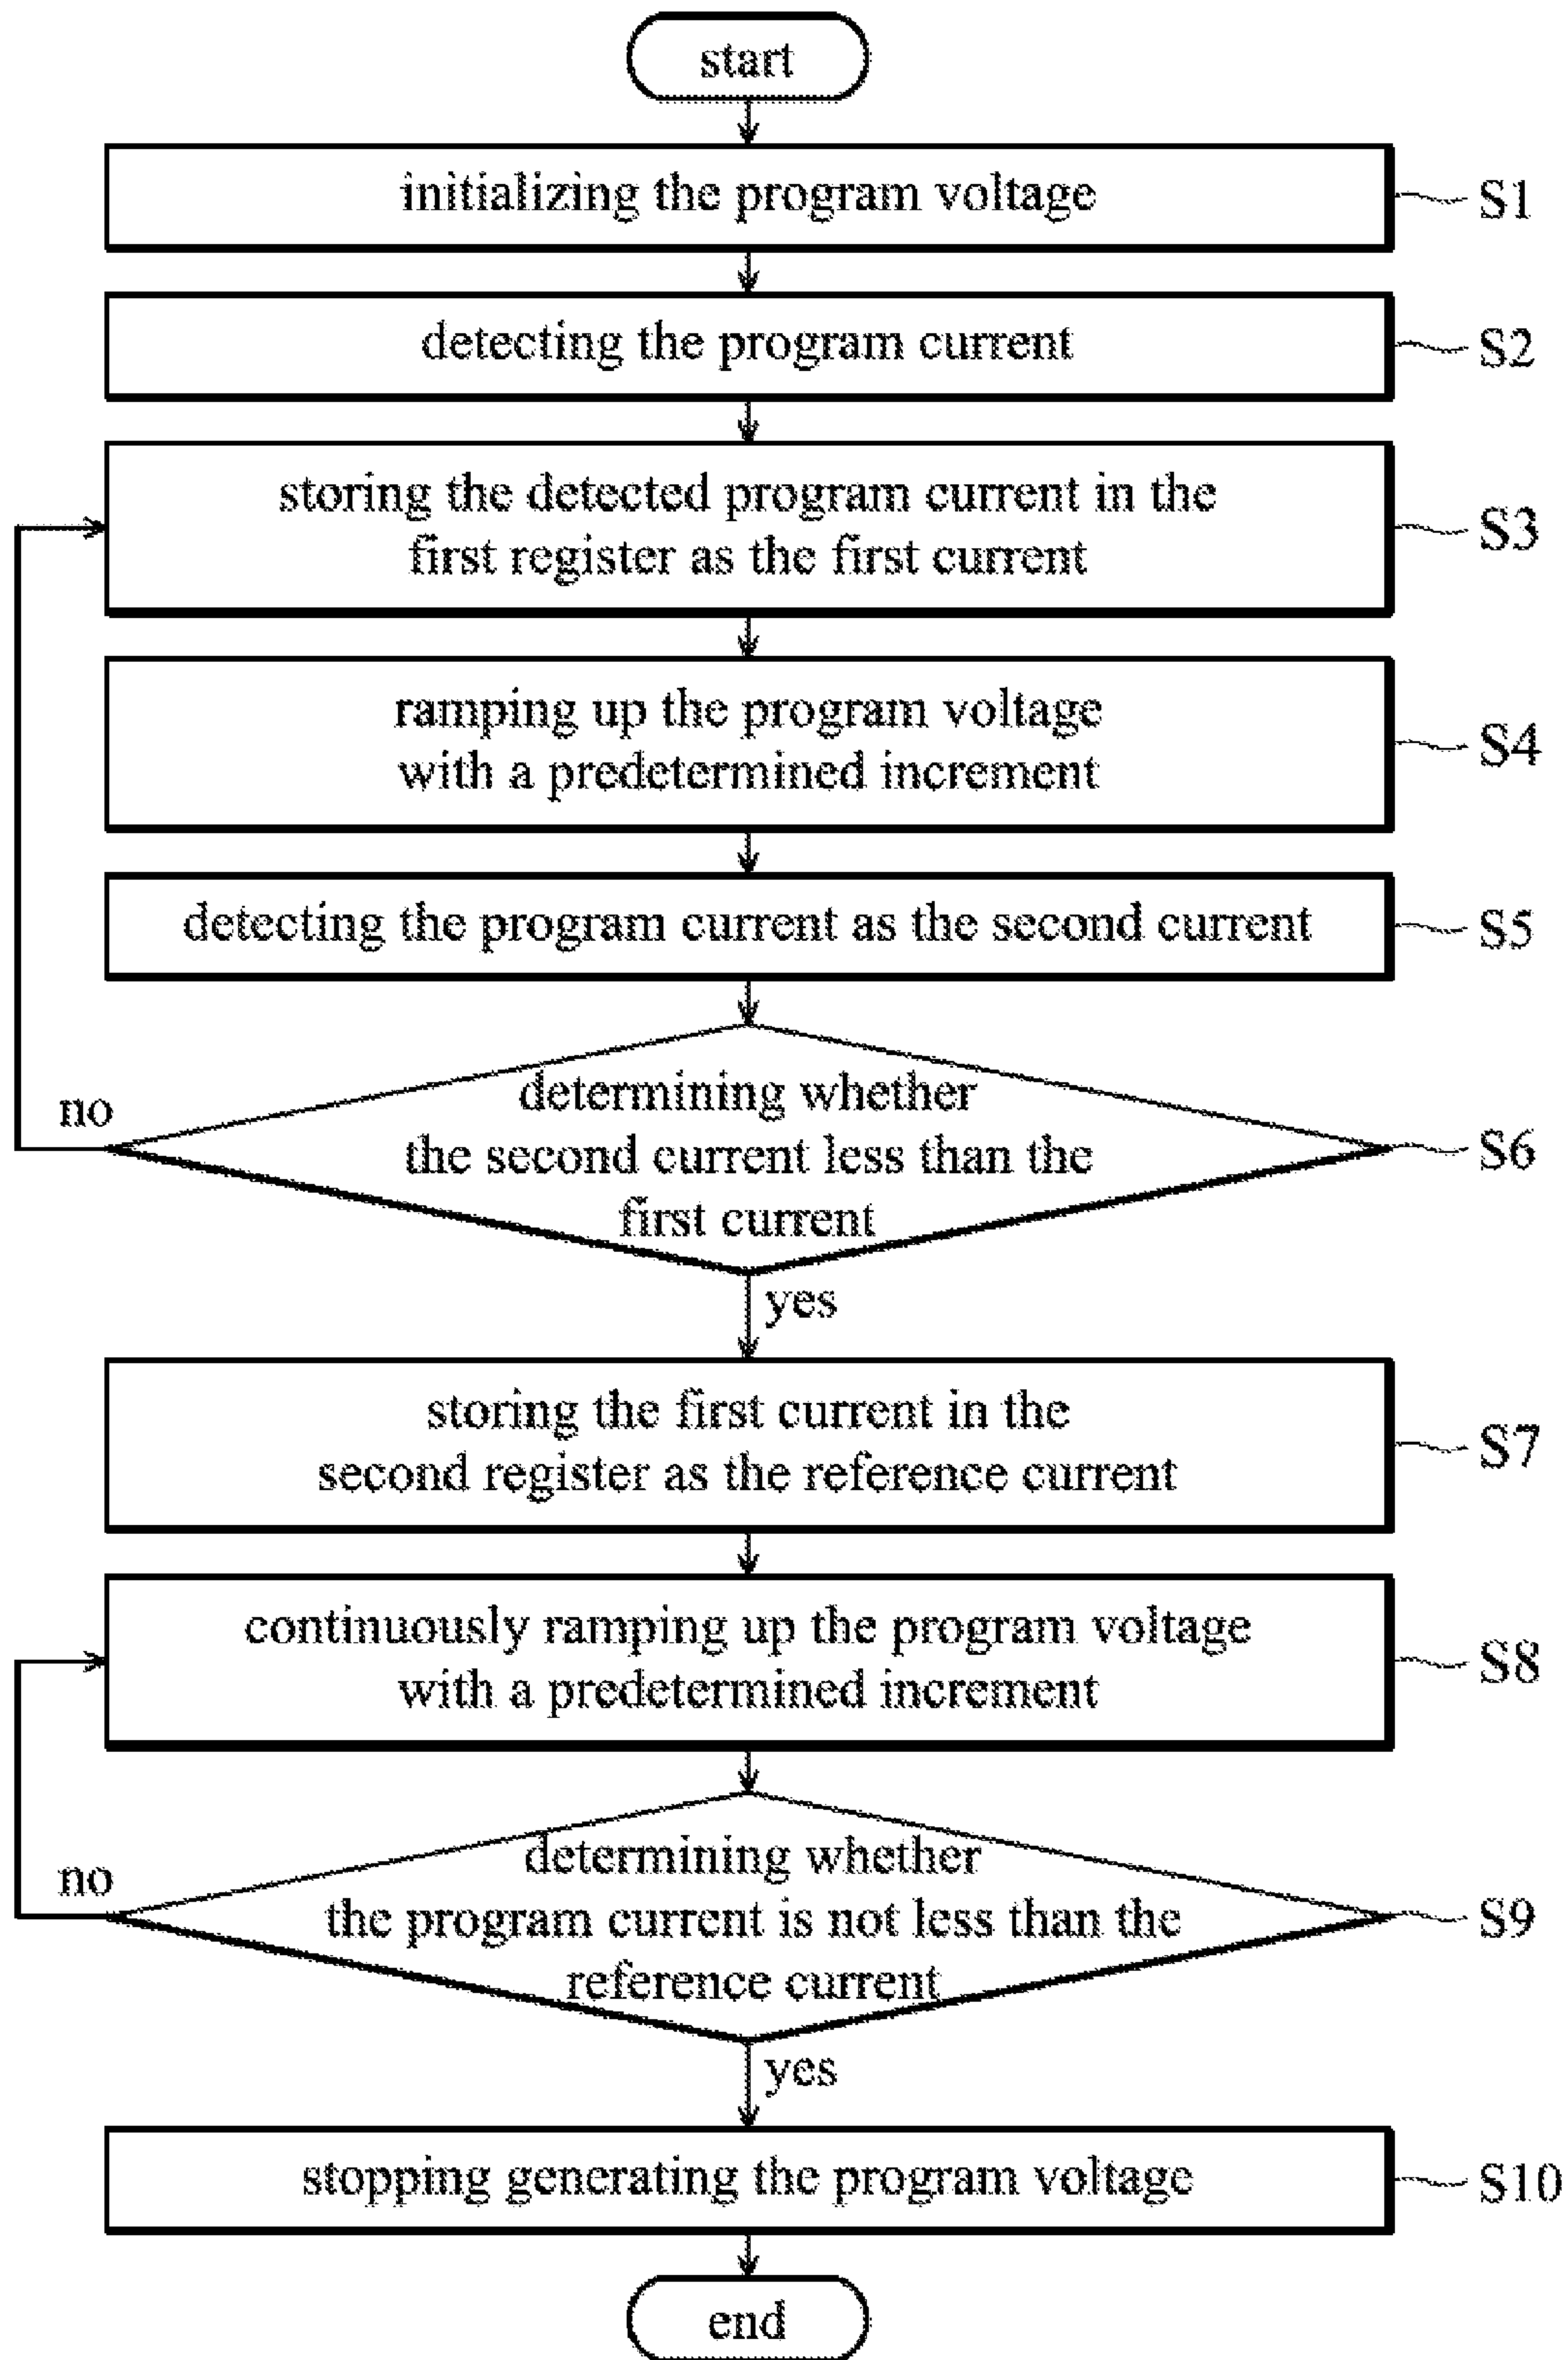 start
initializing the program voltage
S1
detecting the program current
S2
storing the detected program current in the
first register as the first current
S3
ramping up the program voltage
with a predetermined increment
S4
detecting the program current as the second current
S5
determining whether
the second current less than the
first current
S6
no
yes
storing the first current in the
second register as the reference current
S7
continuously ramping up the program voltage
with a predetermined increment
S8
determining whether
the program current is not less than the
reference current
S9
no
yes
stopping generating the program voltage
S10
end